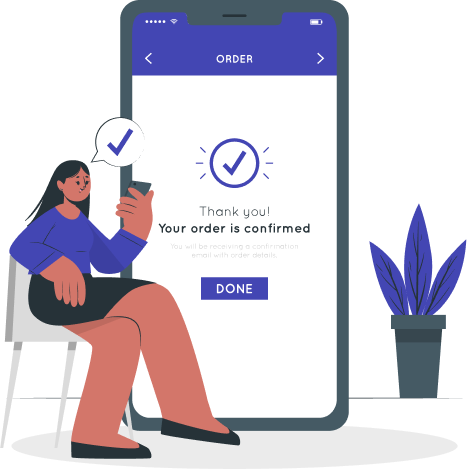 ORDER
Thank you!
Your order is confirmed
You will be receiving a confirmation
email with order details.
DONE